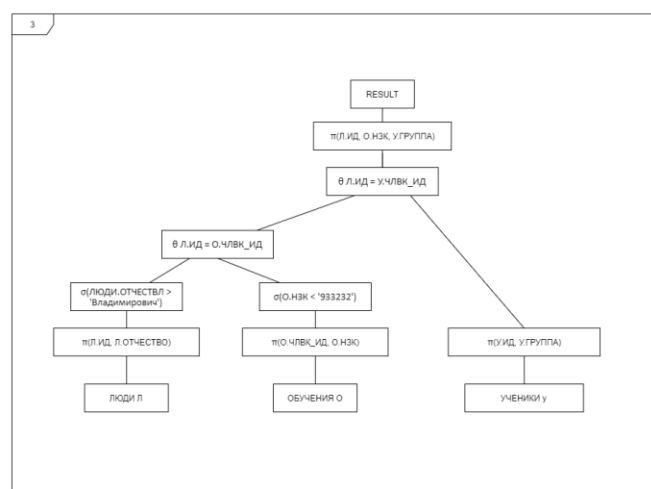 3
RESULT
π(Л.ИД, О.НЗК, У.ГРУППА)
θ Л.ИД = У.ЧЛВК_ИД
θ Л.ИД = О.ЧЛВК_ИД
σ(ЛЮДИ.ОТЧЕСТВЛ >
'Владимирович')
σ(О.НЗК < '933232')
π(Л.ИД, Л.ОТЧЕСТВО)
π(О.ЧЛВК_ИД, О.НЗК)
π(У.ИД, У.ГРУППА)
ЛЮДИ Л
ОБУЧЕНИЯ О
УЧЕНИКИ у